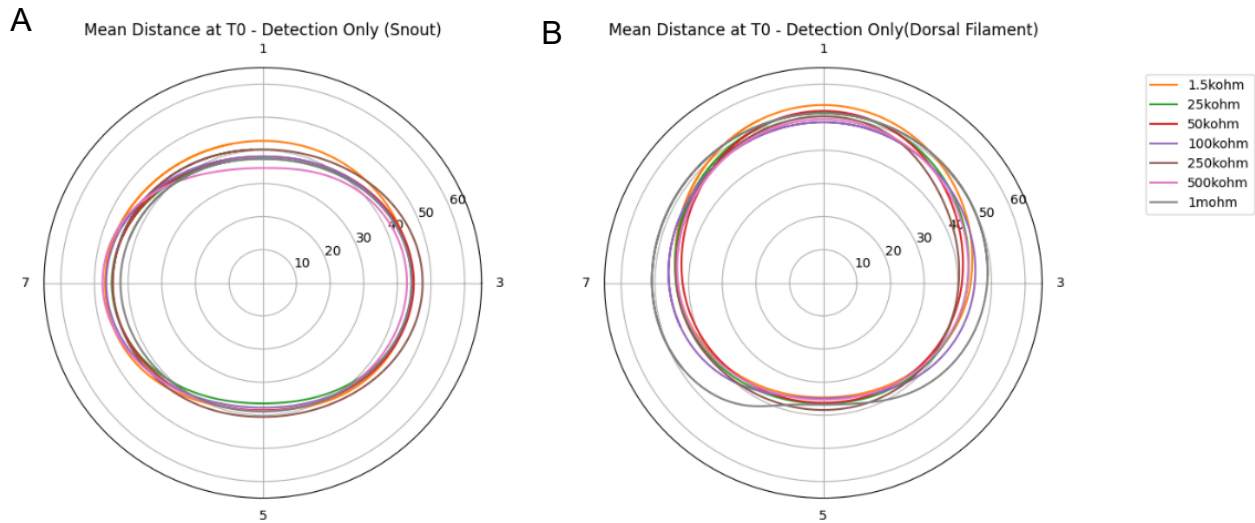 A
Mean Distance at T0 - Detection Only (Snout)
1
3
5
7
10
20
30
40
50
60
B
Mean Distance at T0 - Detection Only(Dorsal Filament)
1
3
5
7
10
20
30
40
50
60
1.5kohm
25kohm
50kohm
100kohm
250kohm
500kohm
1mohm